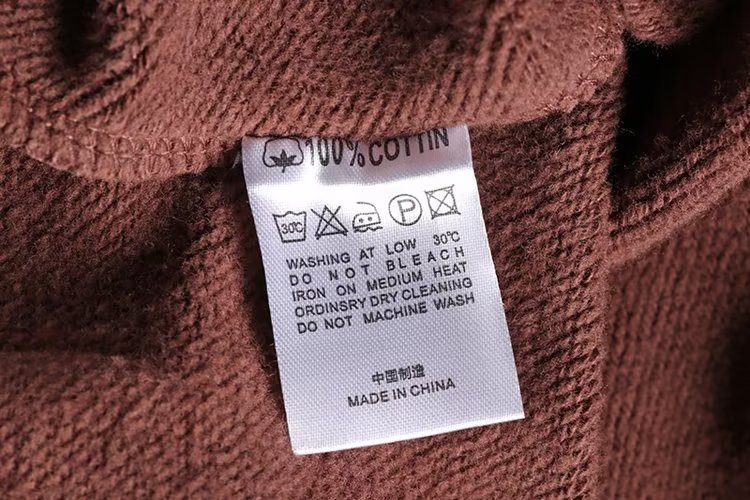 100% COTTIN
30°C P
WASHING AT LOW 30℃
DO NOT BLEACH
IRON ON MEDIUM HEAT
ORDINSRY DRY CLEANING
DO NOT MACHINE WASH
中国制造
MADE IN CHINA